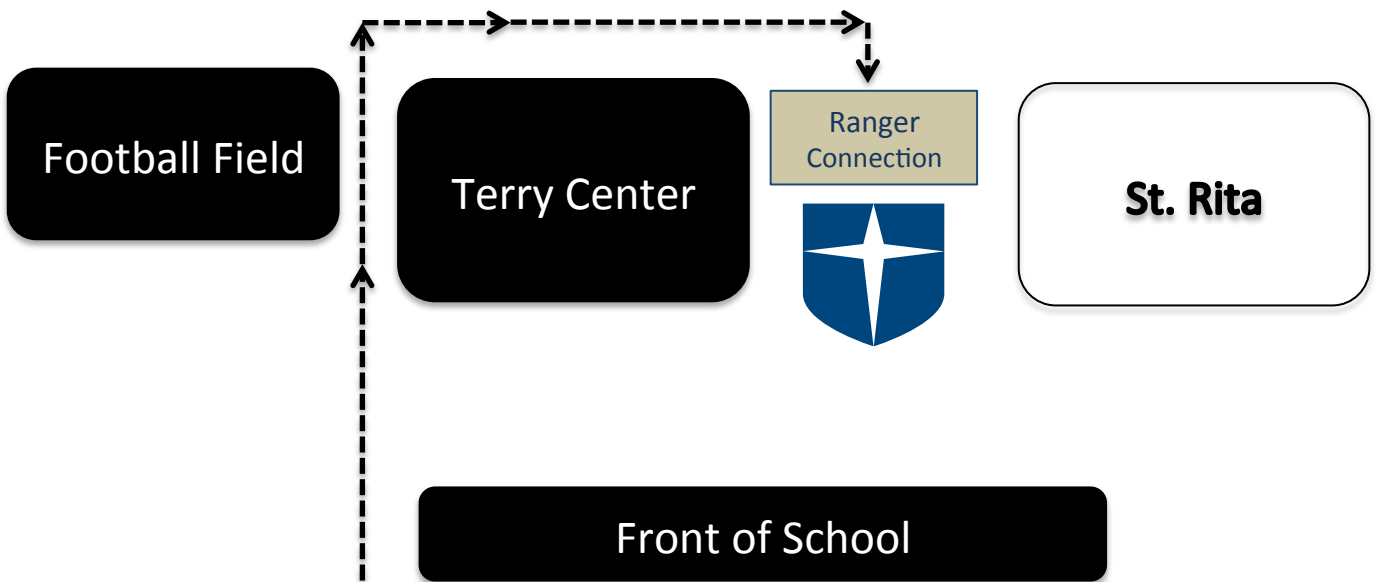 Football Field
Terry Center
Ranger
Connection
St. Rita
Front of School